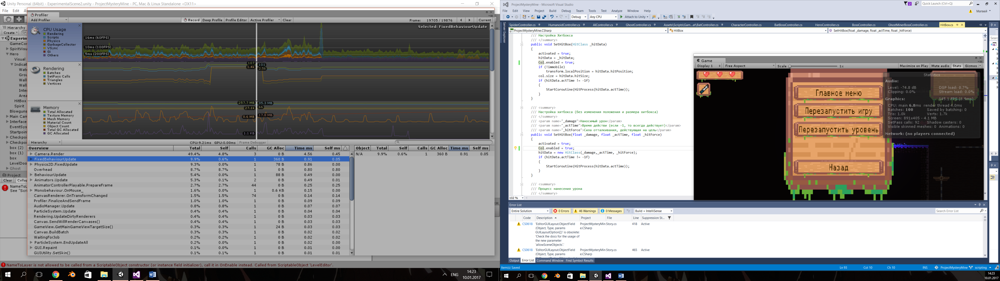 Unity Personal (64bit) - ExperimentalScene2.unity - ProjectMysteryMine - PC, Mac & Linux Standalone <DX11>
File Edit
Profiler
Add Profiler Record Deep Profile Profile Editor Active Profiler Clear Frame: 19705 / 19876 Current
Hierarchy
Create
GameCon
SpiritVisu
Hero
Visual
Indicat
Wate
Grou
Wall
Wall
Inter
Area
HitBox
Spirit
Blowguns
Main Cam
Interface
EventSys
Startpoin
Checkpoi
Checkpoi
box (2)
box (1)
box
LevelDoo
Ghost
Project
Clear Collap
NameToL
See "Scri
CPU Usage
Rendering
Scripts
Physics
GarbageCollector
VSync
Gi
Others
Selected: FixedBehaviourUpdate
16ms (60FPS)
10ms (100FPS)
5ms (200FPS)
Rendering
Batches
SetPass Calls
Triangles
Vertices
107 101
1.4k 2.5k
Memory
Total Allocated
Texture Memory
Mesh Memory
Material Count
Object Count
Total GC Allocated
GC Allocated
257.7 MB 35.3 MB
27.1k 66
0.6 MB 17.8 MB
1.1 KB
Hierarchy CPU:9.21ms GPU:0.00ms Frame Debugger
Overview Total Self Calls GC Alloc Time ms Self ms
Camera.Render 49.4% 4.8% 3 0 B 4.56 0.45
FixedBehaviourUpdate 9.9% 0.6% 1 360 B 0.91 0.05
Physics2D.FixedUpdate 9.3% 0.0% 1 78 B 0.86 0.00
Overhead 8.7% 8.7% 1 0 B 0.80 0.80
BehaviourUpdate 5.4% 0.0% 1 88 B 0.49 0.00
Animators.Update 5.3% 0.1% 2 0 B 0.49 0.01
AnimatorControllerPlayable.PrepareFrame 2.7% 2.7% 44 0 B 0.25 0.25
Monobehaviour.OnMouse_ 1.6% 0.0% 1 0.6 KB 0.15 0.00
CanvasRenderer.OnTransformChanged 1.5% 1.5% 74 0 B 0.14 0.14
Profiler.FinalizeAndSendFrame 1.0% 1.0% 1 0 B 0.09 0.09
AudioManager.Update 0.8% 0.8% 1 0 B 0.07 0.07
ParticleSystem.Update 0.4% 0.4% 1 0 B 0.04 0.04
Rendering.UpdateDirtyRenderers 0.4% 0.4% 1 0 B 0.03 0.03
Canvas.SendWillRenderCanvases() 0.4% 0.4% 1 0 B 0.03 0.03
GameView.GetMainGameViewTargetSize() 0.3% 0.3% 1 24 B 0.03 0.03
Canvas.BuildBatch 0.3% 0.3% 1 0 B 0.02 0.02
WaitingForJob 0.2% 0.2% 1 0 B 0.02 0.02
ParticleSystem.EndUpdateAll 0.2% 0.0% 1 0 B 0.02 0.00
GUI.Repaint 0.1% 0.1% 1 0 B 0.01 0.00
GUIUtility.SetSkin() 0.1% 0.1% 1 0 B 0.01 0.01
Object Total Self Calls GC Alloc Time ms Self ms
N/A 9.9% 0.6% 1 360 B 0.91 0.05
NameToLayer is not allowed to be called from a ScriptableObject constructor (or instance field initializer), call it in OnEnable instead. Called from ScriptableObject 'LevelEditor'.
ENG 14:23
10.01.2017
ProjectMysteryMine - Microsoft Visual Studio
2 Quick Launch (Ctrl+Q)
File Edit View Project Build Debug Team Tools Test Analyze Window Help Матвей
Debug Any CPU Attach to Unity
Server Explorer
SpiderController.cs HumanoidController.cs AIController.cs GhostController.cs Assets\Scripts\Gam...at\BatController.cs CharacterController.cs BatBossController.cs HeroController.cs BossController.cs GhostMinerBossController.cs HitBox.cs
ProjectMysteryMine.CSharp HitBox SetHitBox(float _damage, float _actTime, float _hitForce)
/// Настройка ХитБокса
/// </summary>
public void SetHitBox(HitClass _hitData)
{
activated = true;
hitData = _hitData;
Col.enabled = true;
if (!immobile)
transform.localPosition = hitData.hitPosition;
col.size = hitData.hitSize;
if (hitData.actTime != -1f)
{
StartCoroutine(HitProcess(hitData.actTime));
}
}
/// <summary>
/// Настройка хитбокса (без изменения положения и размера хитбокса)
/// </summary>
/// <param name="_damage">Наносимый урон</param>
/// <param name="_actTime">Время действи (если -1, то всегда действует)</param>
/// <param name="_hitForce">Сила отталкивания, действующая на цель</param>
public void SetHitBox(float _damage, float _actTime, float _hitForce)
{
activated = true;
Col.enabled = true;
hitData = new HitClass(_damage,_actTime, _hitForce);
if (hitData.actTime != -1f)
{
StartCoroutine(HitProcess(hitData.actTime));
}
}
/// <summary>
/// Процесс нанесения урона
/// </summary>
102 %
Game
Display 1 Free Aspect Scale 1x Maximize on Play Mute audio Stats Gizmos
Главное меню
Перезапустить игру
Перезапустить уровень
Назад
Statistics
Audio:
Level: -74.8 dB DSP load: 0.7%
Clipping: 0.0% Stream load: 0.0%
Graphics: 145.1 FPS (6.9ms)
CPU: main 6.8ms render thread 4.0ms
Batches: 100 Saved by batching: 0
Tris: 1.0k Verts: 1.7k
Screen: 891x405 - 4.1 MB
SetPass calls: 92 Shadow casters: 0
Visible skinned meshes: 0 Animations: 0
Network: (no players connected)
Error List
Entire Solution 0 Errors 46 Warnings 0 Messages Build + IntelliSense Search Error List
Code Description Project File Line Suppression St...
CS0618 'EditorGUILayout.ObjectField ProjectMysteryMin Story.cs 418 Active
(Object, Type, params e.CSharp
GUILayoutOption[])' is obsolete:
'Check the docs for the usage of
the new parameter
'allowSceneObjects'.'
CS0618 'EditorGUILayout.ObjectField ProjectMysteryMin Story.cs 465 Active
(Object, Type, params e.CSharp
Output Error List Command Window Find Symbol Results
Item(s) Saved Ln 93 Col 10 Ch 10 INS ProjectMysteryMine scripting
14:23
10.01.2017